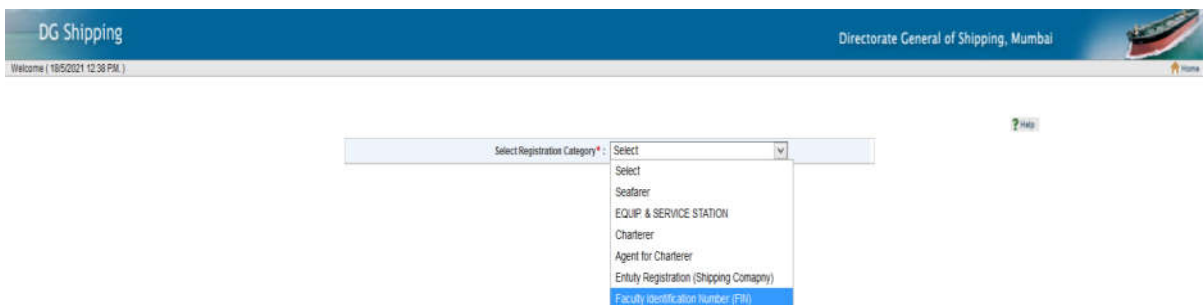 DG Shipping
Directorate General of Shipping, Mumbai
Welcome ( 18/5/2021 12:38 PM, )
Home
Help
Select Registration Category* : Select
Select
Seafarer
EQUIP. & SERVICE STATION
Charterer
Agent for Charterer
Entuty Registration (Shipping Comapny)
Faculty Identification Number (FIN)